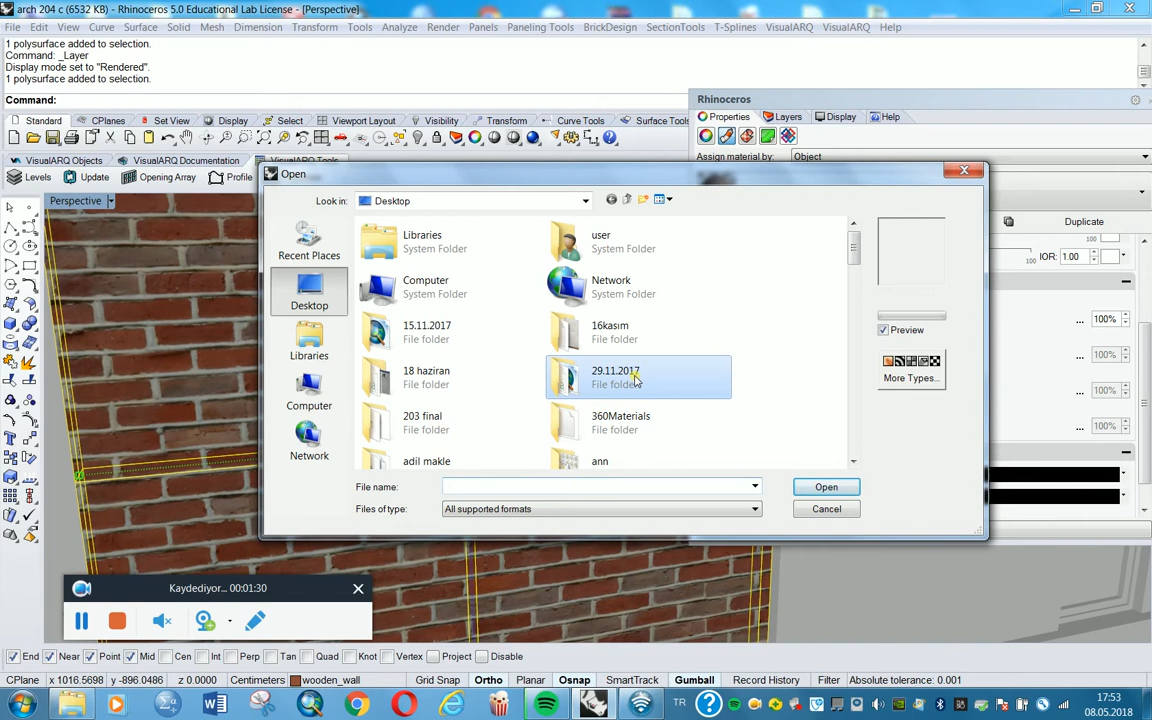 arch 204 c (6532 KB) - Rhinoceros 5.0 Educational Lab License - [Perspective]
File Edit View Curve Surface Solid Mesh Dimension Transform Tools Analyze Render Panels Paneling Tools BrickDesign SectionTools T-Splines VisualARQ VisualARQ Help
1 polysurface added to selection.
Command: _Layer
Display mode set to "Rendered".
1 polysurface added to selection.
Command:
Rhinoceros
Standard CPlanes Set View Display Select Viewport Layout Visibility Transform Curve Tools Surface Tools
Properties Layers Display Help
VisualARQ Objects VisualARQ Documentation VisualARQ Tools
Assign material by: Object
Levels Update Opening Array Profile
Open
Perspective
Look in: Desktop
Recent Places
Desktop
Libraries
Computer
Network
Libraries
System Folder
user
System Folder
Computer
System Folder
Network
System Folder
15.11.2017
File folder
16kasım
File folder
18 haziran
File folder
29.11.2017
File folder
203 final
File folder
360Materials
File folder
adil makle
ann
Preview
More Types...
File name:
Open
Files of type: All supported formats
Cancel
Duplicate
100
100 IOR: 1.00
... 100%
... 100%
... 100%
... 100%
Kaydediyor... 00:01:30
End Near Point Mid Cen Int Perp Tan Quad Knot Vertex Project Disable
CPlane x 1016.5698 y -896.0486 z 0.0000 Centimeters wooden_wall Grid Snap Ortho Planar Osnap SmartTrack Gumball Record History Filter Absolute tolerance: 0.001
TR
17:53
08.05.2018